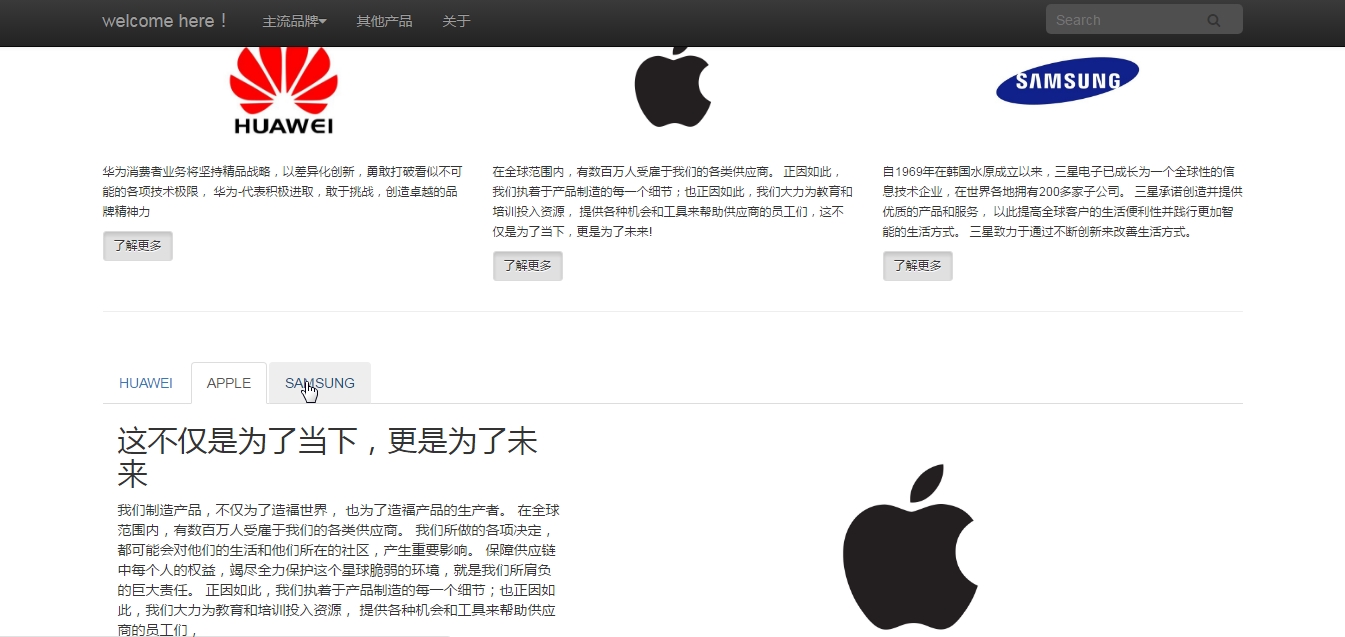 welcome here！ 主流品牌 其他产品 关于 Search
HUAWEI
SAMSUNG
华为消费者业务将坚持精品战略，以差异化创新，勇敢打破看似不可
能的各项技术极限， 华为-代表积极进取，敢于挑战，创造卓越的品
牌精神力
了解更多
在全球范围内，有数百万人受雇于我们的各类供应商。 正因如此，
我们执着于产品制造的每一个细节；也正因如此，我们大力为教育和
培训投入资源， 提供各种机会和工具来帮助供应商的员工们，这不
仅是为了当下，更是为了未来!
了解更多
自1969年在韩国水原成立以来，三星电子已成长为一个全球性的信
息技术企业，在世界各地拥有200多家子公司。 三星承诺创造并提供
优质的产品和服务， 以此提高全球客户的生活便利性并践行更加智
能的生活方式。 三星致力于通过不断创新来改善生活方式。
了解更多
HUAWEI APPLE SAMSUNG
这不仅是为了当下，更是为了未
来
我们制造产品，不仅为了造福世界， 也为了造福产品的生产者。 在全球
范围内，有数百万人受雇于我们的各类供应商。 我们所做的各项决定，
都可能会对他们的生活和他们所在的社区，产生重要影响。 保障供应链
中每个人的权益，竭尽全力保护这个星球脆弱的环境，就是我们所肩负
的巨大责任。 正因如此，我们执着于产品制造的每一个细节；也正因如
此，我们大力为教育和培训投入资源， 提供各种机会和工具来帮助供应
商的员工们，